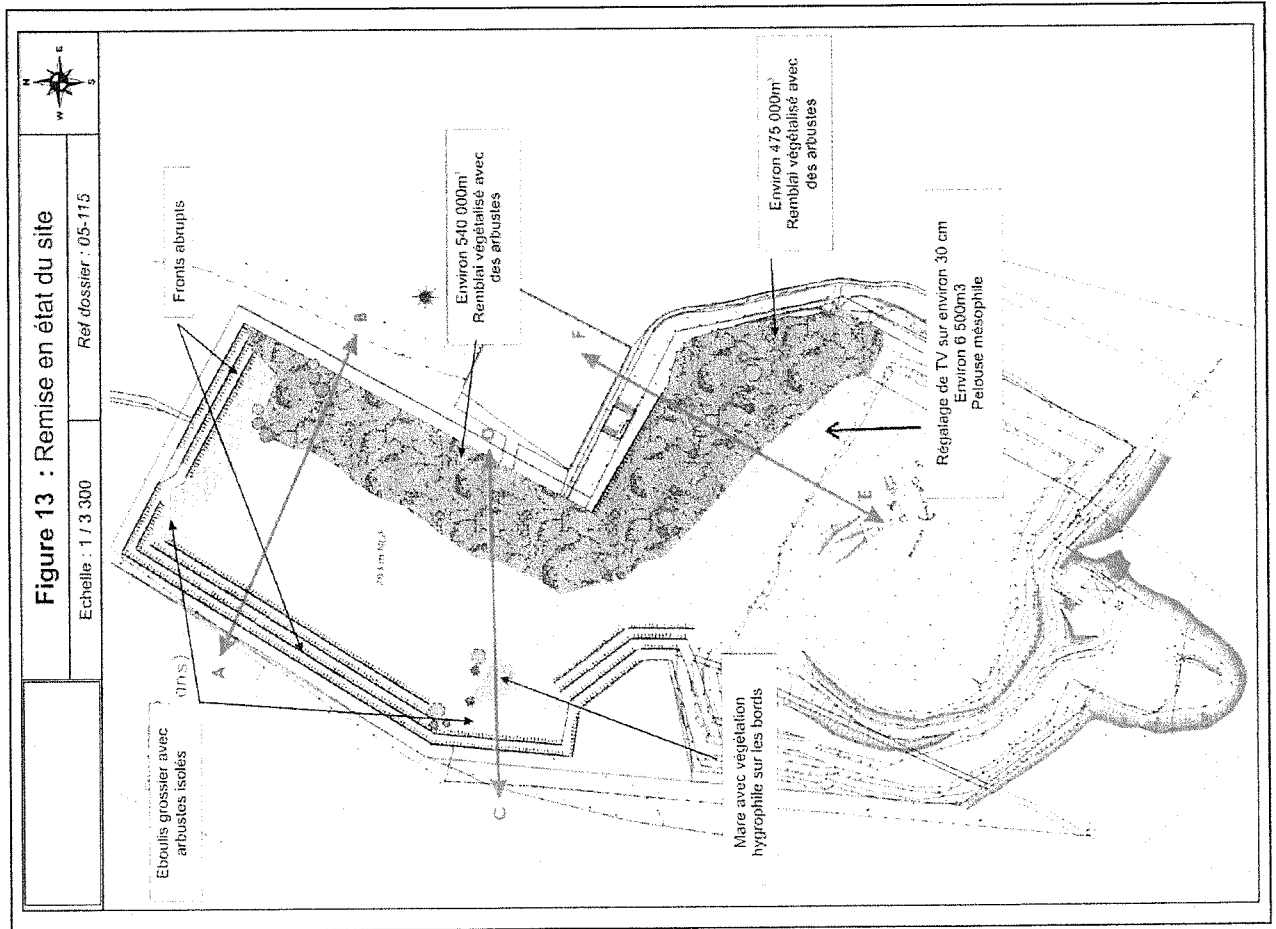 Figure 13 : Remise en état du site
Echelle : 1 / 3 300
Réf dossier : 05-115
N
W
E
S
Fronts abrupts
Eboulis grossier avec
arbustes isolés
ans)
A
B
Environ 540 000m³
Remblai végétalisé avec
des arbustes
C
D
F
Environ 475 000m³
Remblai végétalisé avec
des arbustes
E
Mare avec végétation
hygrophile sur les bords
Régalage de TV sur environ 30 cm
Environ 6 500m3
Pelouse mésophile